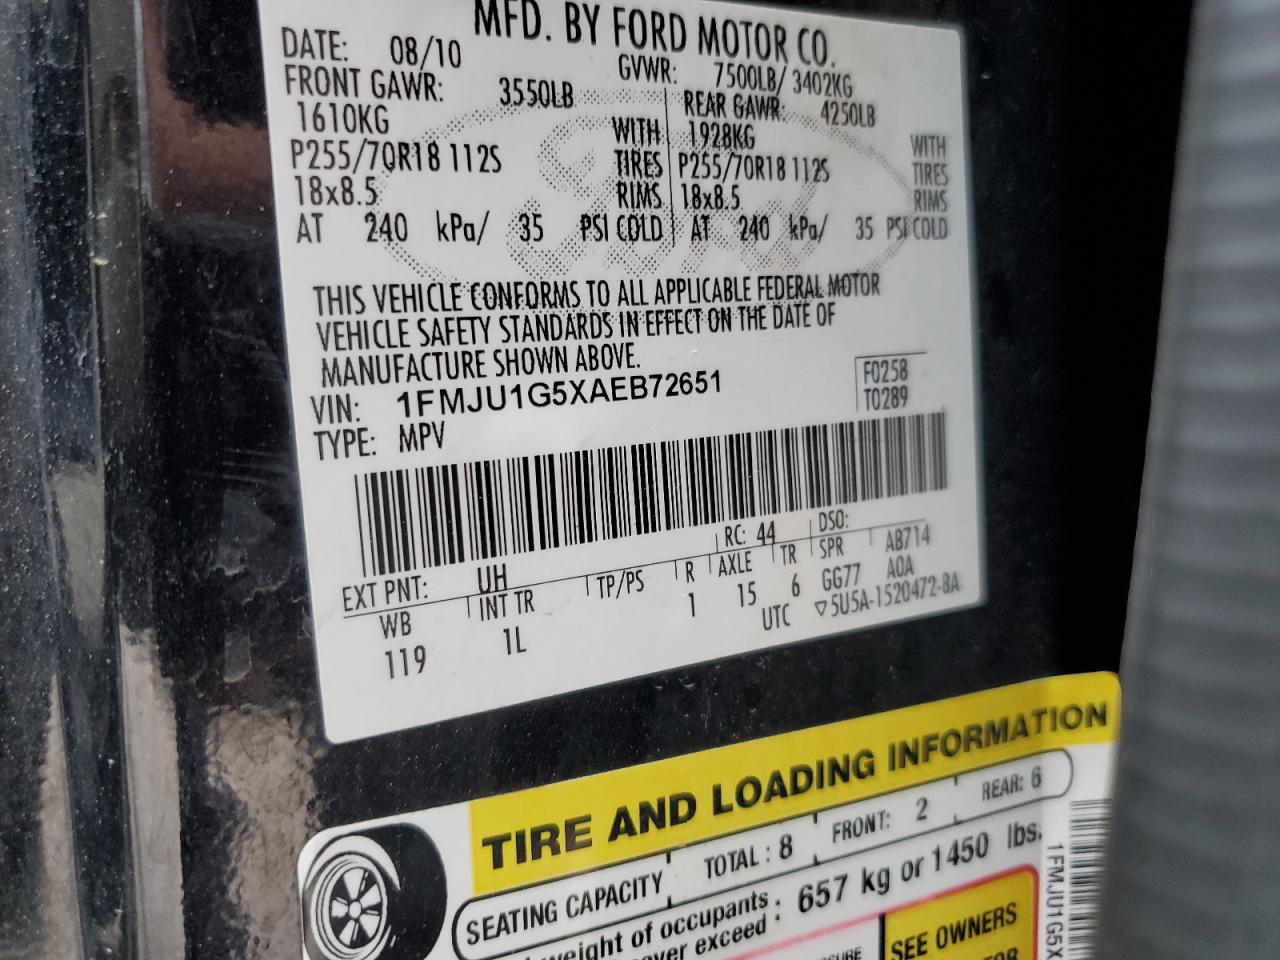 MFD. BY FORD MOTOR CO.
DATE: 08/10 GVWR: 7500LB/ 3402KG
FRONT GAWR: 3550LB REAR GAWR: 4250LB
1610KG WITH 1928KG WITH
P255/70R18 112S TIRES P255/70R18 112S TIRES
18x8.5 RIMS 18x8.5 RIMS
AT 240 kPa/ 35 PSI COLD AT 240 kPa/ 35 PSI COLD
THIS VEHICLE CONFORMS TO ALL APPLICABLE FEDERAL MOTOR
VEHICLE SAFETY STANDARDS IN EFFECT ON THE DATE OF
MANUFACTURE SHOWN ABOVE.
VIN: 1FMJU1G5XAEB72651 F0258
TYPE: MPV T0289
EXT PNT: UH RC: 44 DSO:
WB INT TR TP/PS R AXLE TR SPR AB714
119 1L 1 15 6 GG77 AOA
UTC ▽5U5A-1520472-BA
TIRE AND LOADING INFORMATION
SEATING CAPACITY TOTAL : 8 FRONT: 2 REAR: 6
weight of occupants :
exceed : 657 kg or 1450 lbs.
SEE OWNERS
1FMJU1G5X